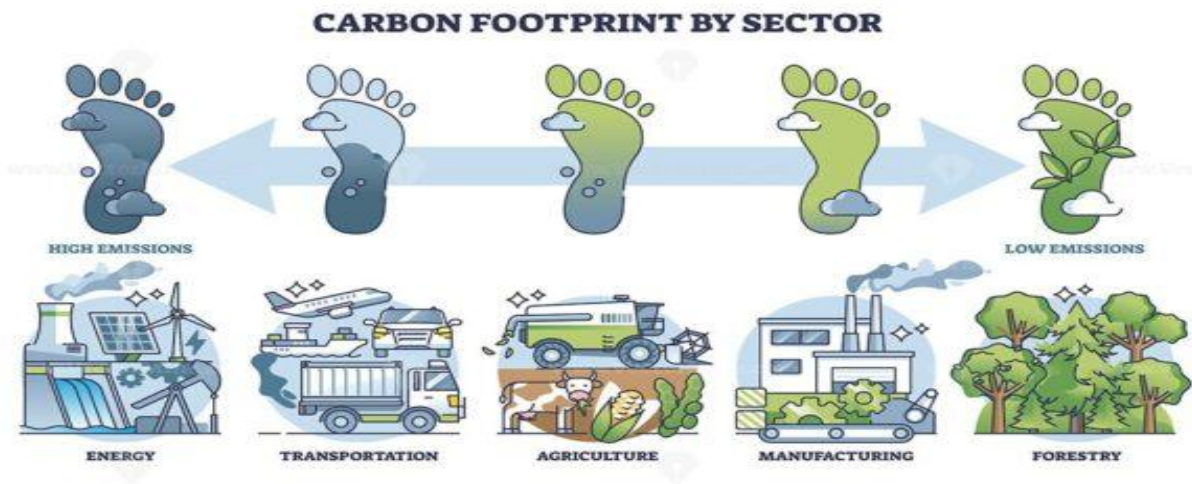 CARBON FOOTPRINT BY SECTOR
HIGH EMISSIONS
LOW EMISSIONS
ENERGY
TRANSPORTATION
AGRICULTURE
MANUFACTURING
FORESTRY